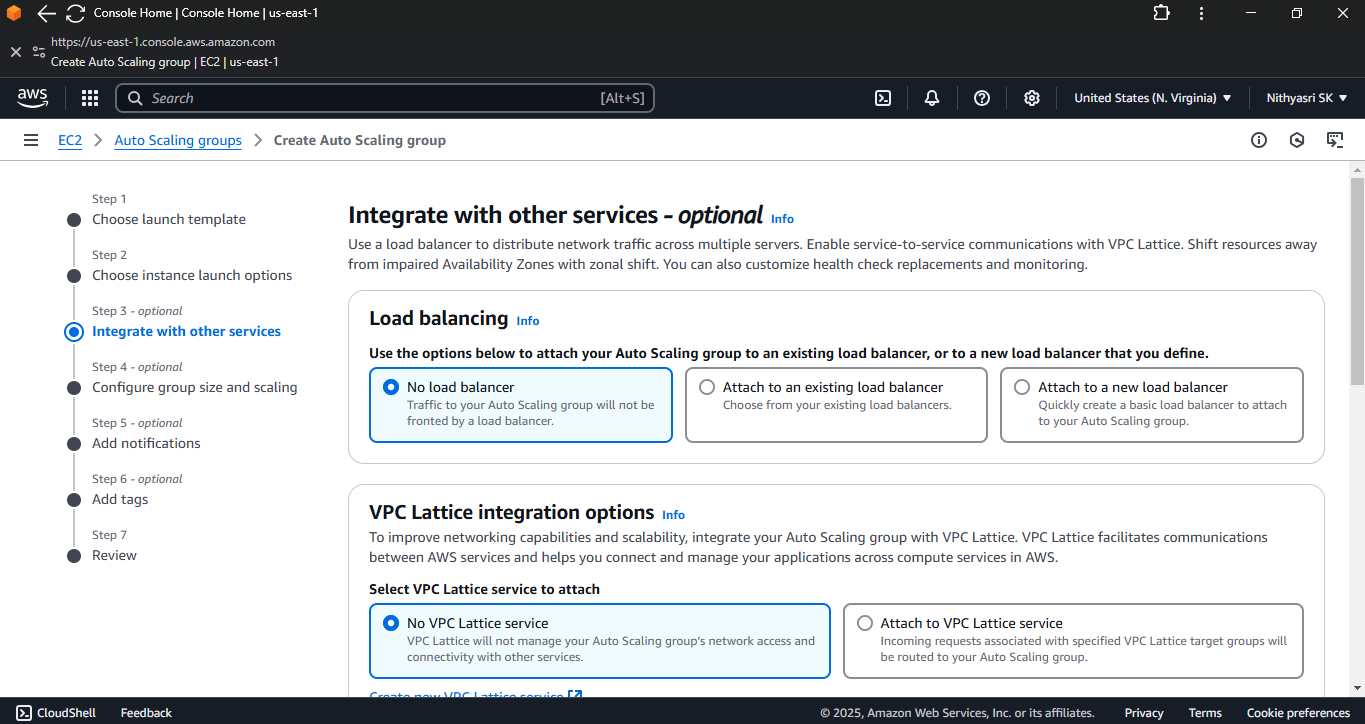 Console Home | Console Home | us-east-1
https://us-east-1.console.aws.amazon.com
Create Auto Scaling group | EC2 | us-east-1
aws
Search [Alt+S]
United States (N. Virginia)
Nithyasri SK
EC2 > Auto Scaling groups > Create Auto Scaling group
Step 1
Choose launch template
Step 2
Choose instance launch options
Step 3 - optional
Integrate with other services
Step 4 - optional
Configure group size and scaling
Step 5 - optional
Add notifications
Step 6 - optional
Add tags
Step 7
Review
Integrate with other services - optional Info
Use a load balancer to distribute network traffic across multiple servers. Enable service-to-service communications with VPC Lattice. Shift resources away
from impaired Availability Zones with zonal shift. You can also customize health check replacements and monitoring.
Load balancing Info
Use the options below to attach your Auto Scaling group to an existing load balancer, or to a new load balancer that you define.
No load balancer
Traffic to your Auto Scaling group will not be
fronted by a load balancer.
Attach to an existing load balancer
Choose from your existing load balancers.
Attach to a new load balancer
Quickly create a basic load balancer to attach
to your Auto Scaling group.
VPC Lattice integration options Info
To improve networking capabilities and scalability, integrate your Auto Scaling group with VPC Lattice. VPC Lattice facilitates communications
between AWS services and helps you connect and manage your applications across compute services in AWS.
Select VPC Lattice service to attach
No VPC Lattice service
VPC Lattice will not manage your Auto Scaling group's network access and
connectivity with other services.
Attach to VPC Lattice service
Incoming requests associated with specified VPC Lattice target groups will
be routed to your Auto Scaling group.
Create new VPC Lattice service
CloudShell
Feedback
© 2025, Amazon Web Services, Inc. or its affiliates.
Privacy
Terms
Cookie preferences